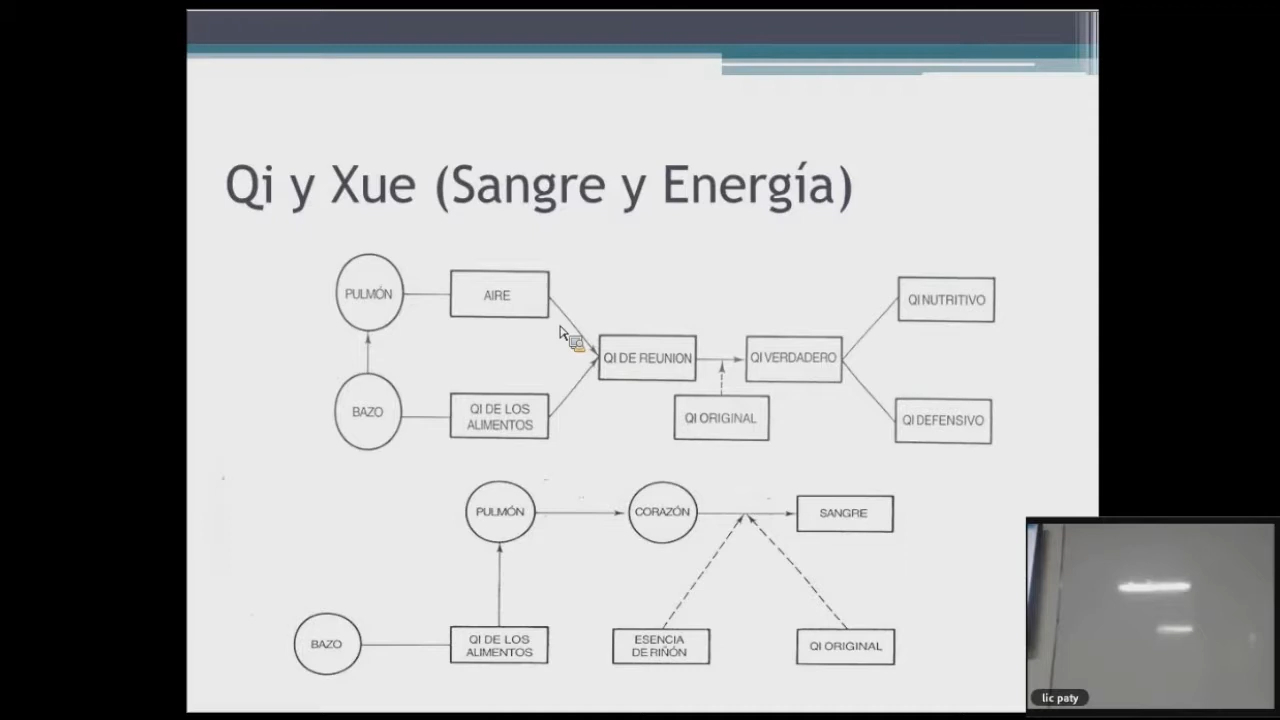 Qi y Xue (Sangre y Energía)
PULMÓN
AIRE
QI NUTRITIVO
QI DE REUNION
QI VERDADERO
BAZO
QI DE LOS
ALIMENTOS
QI ORIGINAL
QI DEFENSIVO
PULMÓN
CORAZÓN
SANGRE
BAZO
QI DE LOS
ALIMENTOS
ESENCIA
DE RIÑÓN
QI ORIGINAL
lic paty